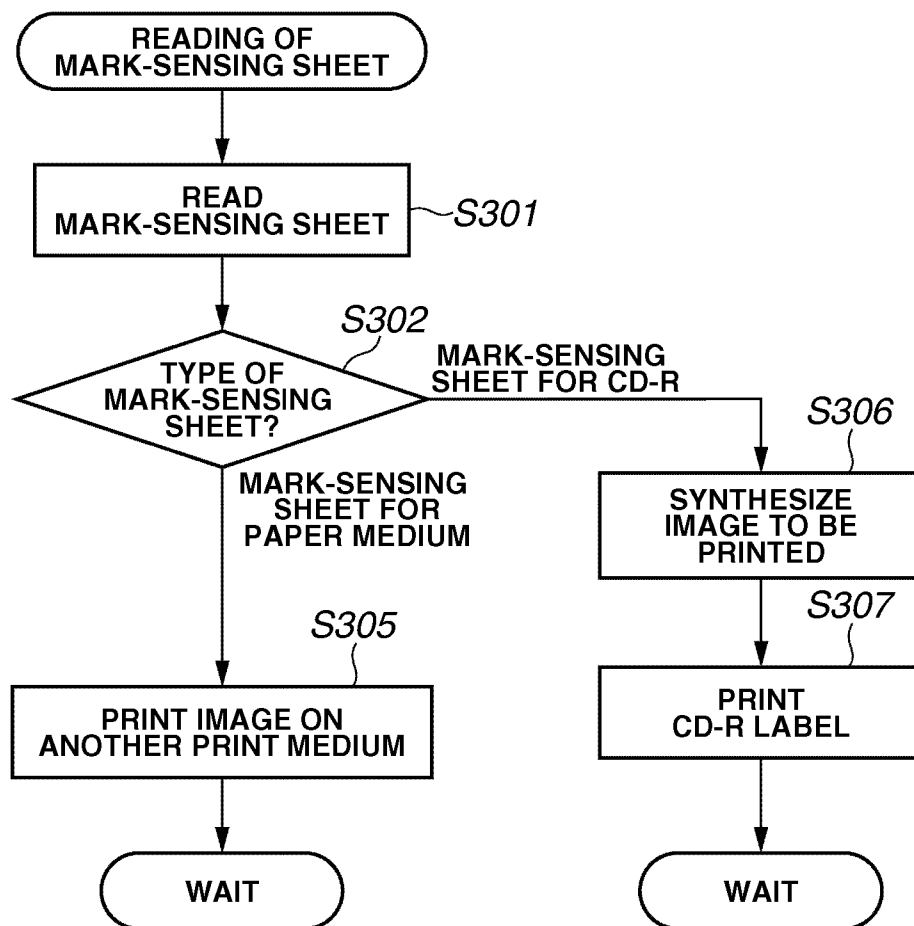 READING OF
MARK-SENSING SHEET
READ
MARK-SENSING SHEET
S301
S302
TYPE OF
MARK-SENSING
SHEET?
MARK-SENSING
SHEET FOR CD-R
MARK-SENSING
SHEET FOR
PAPER MEDIUM
S306
SYNTHESIZE
IMAGE TO BE
PRINTED
S305
PRINT IMAGE ON
ANOTHER PRINT MEDIUM
S307
PRINT
CD-R LABEL
WAIT
WAIT